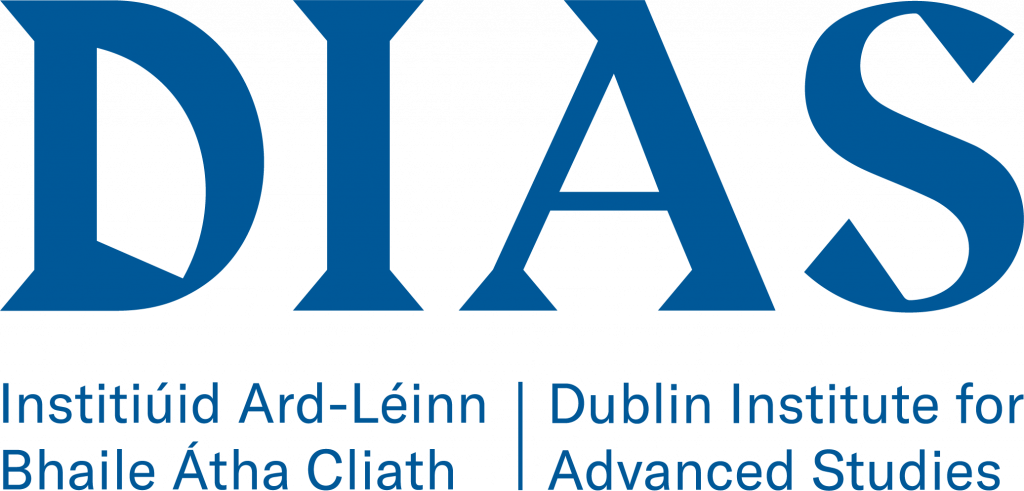 DIAS
Institiúid Ard-Léinn
Bhaile Átha Cliath
Dublin Institute for
Advanced Studies